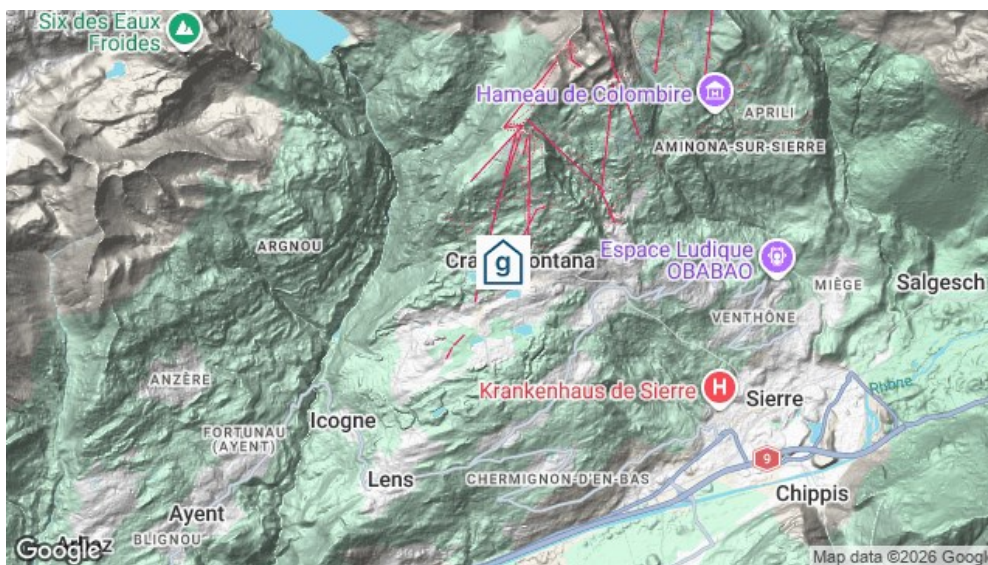 Six des Eaux
Froides
Hameau de Colombire
APRILI
AMINONA-SUR-SIERRE
ARGNOU
Cra
g
ontana
Espace Ludique
OBABAO
MIÈGE
Salgesch
VENTHÔNE
ANZÈRE
Krankenhaus de Sierre
H
Sierre
Rhône
Icogne
FORTUNAU
(AYENT)
9
Lens
CHERMIGNON-D'EN-BAS
Chippis
Ayent
BLIGNOU
Google
Map data ©2026 Googl